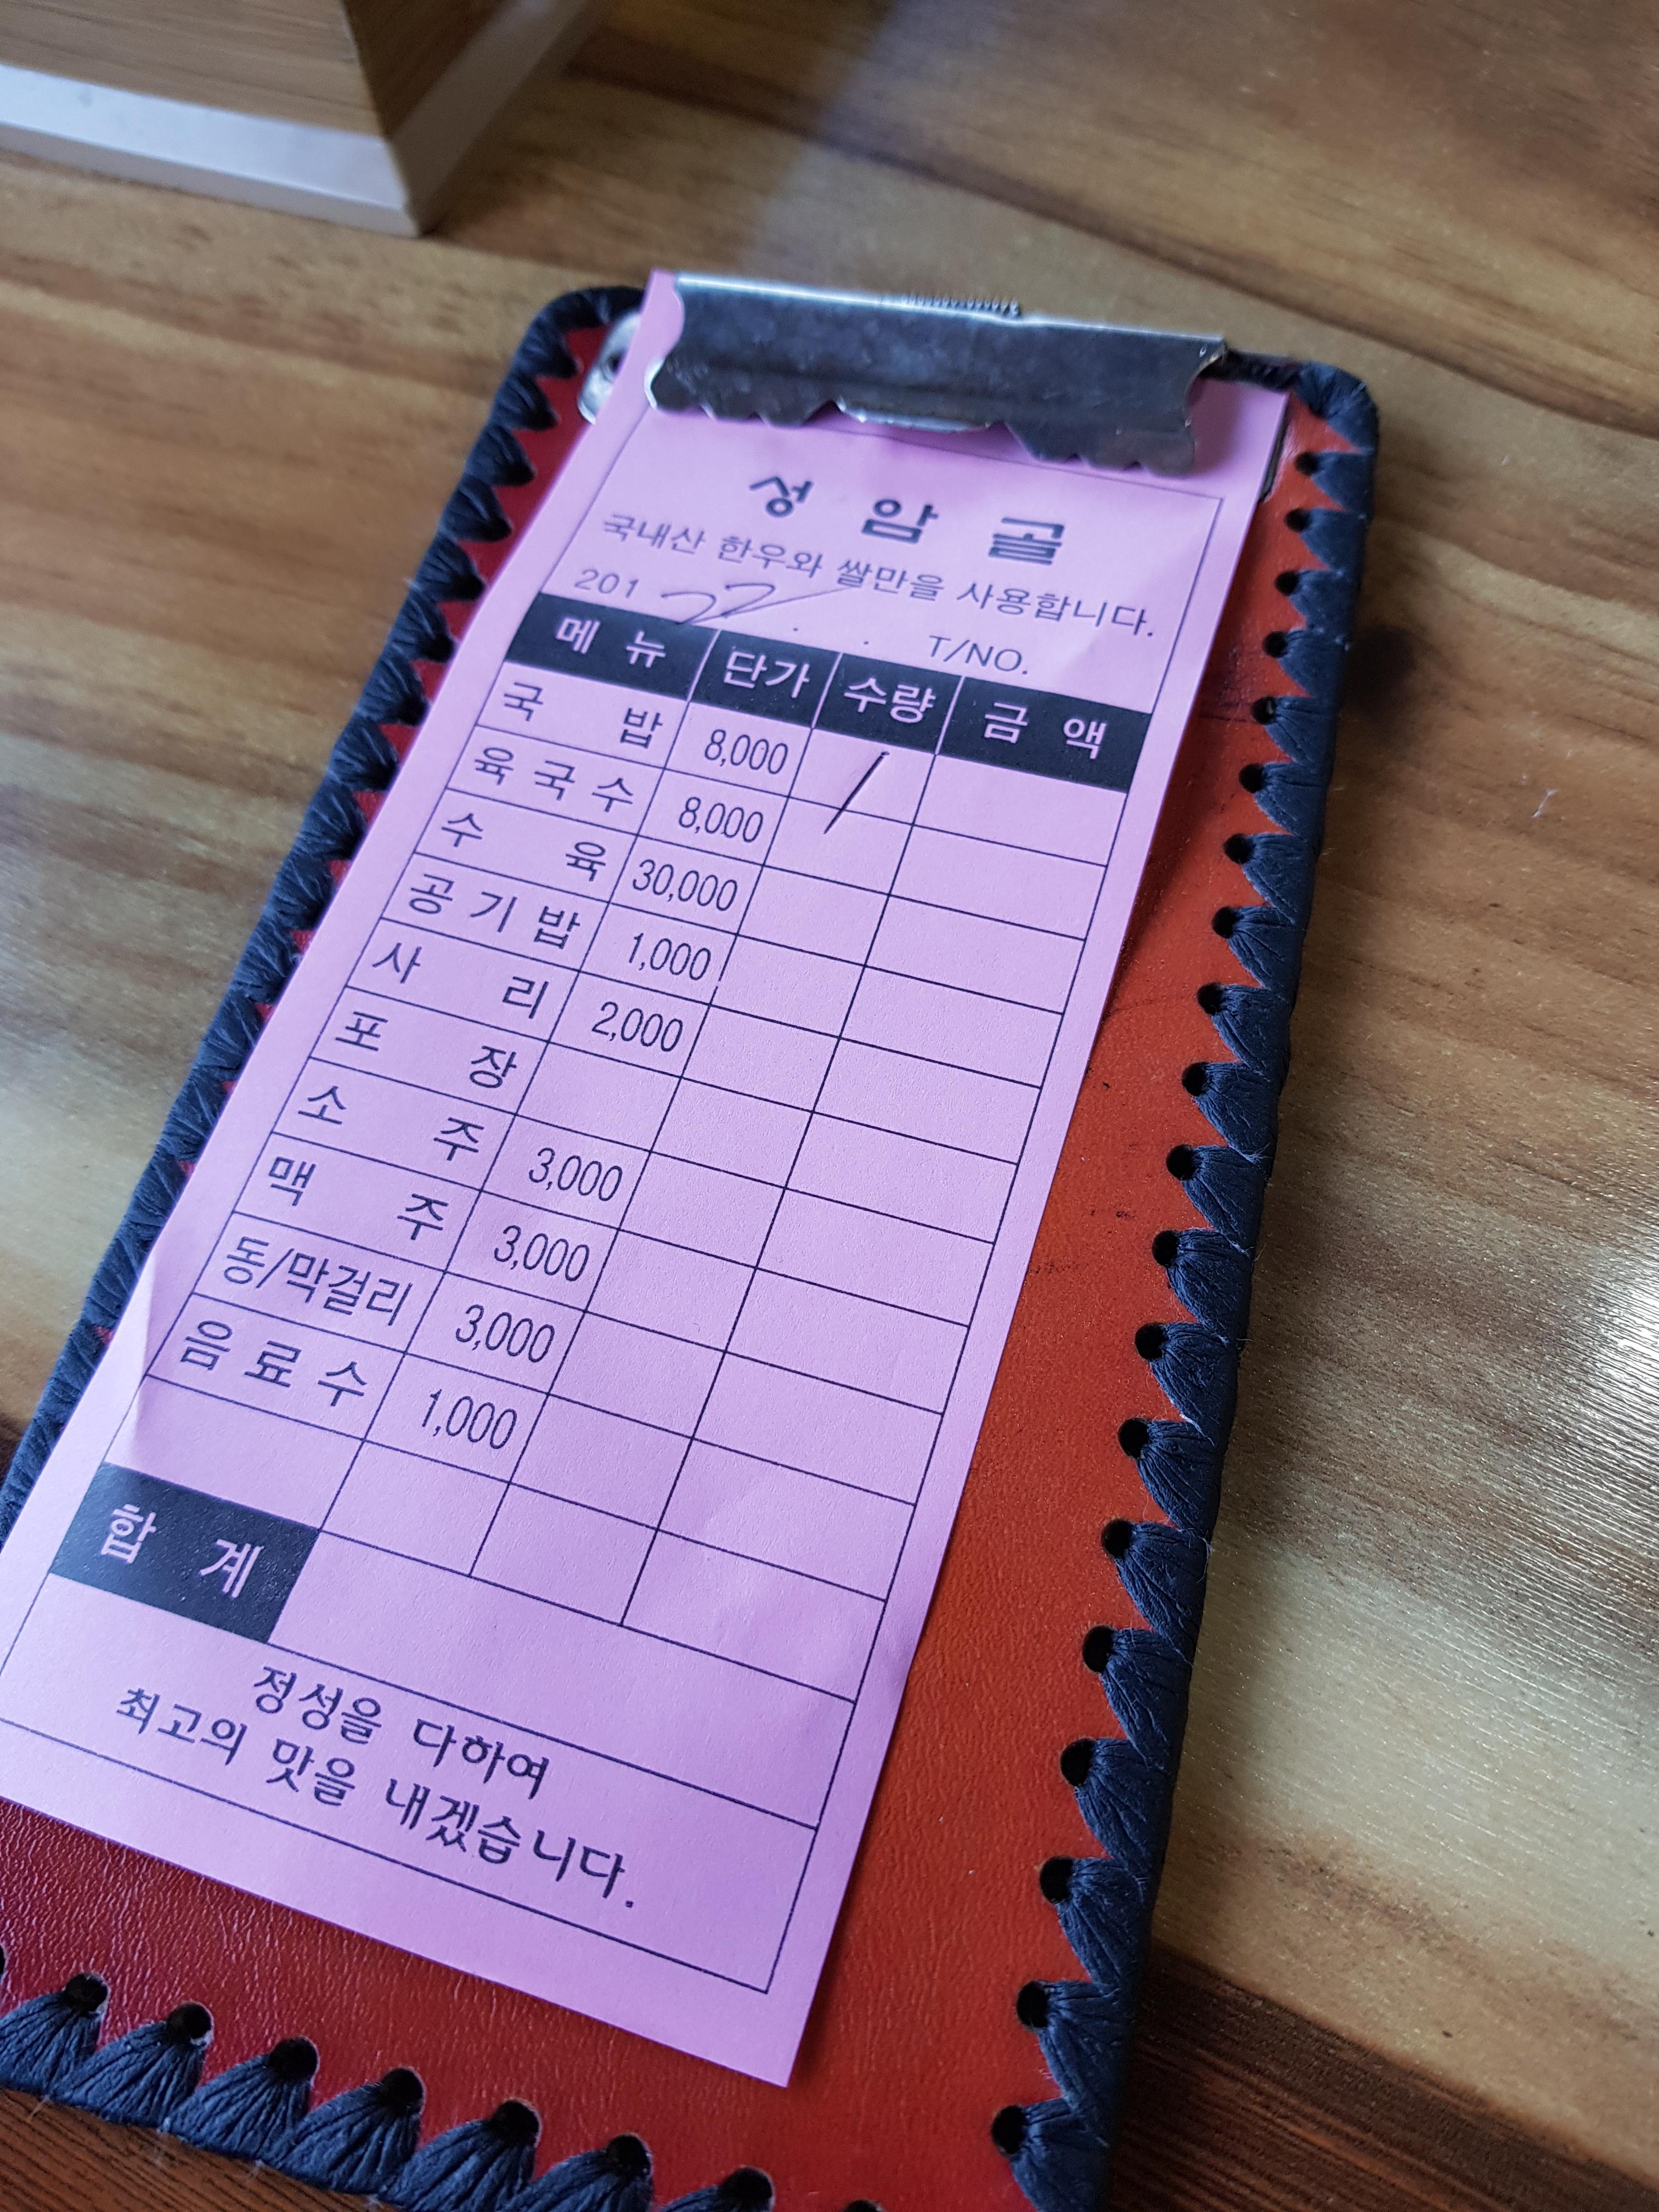 성 암 골
국내산 한우와 쌀만을 사용합니다.
201 22 . . T/NO.
메 뉴 단가 수량 금 액
국 밥 8,000 /
육국수 8,000
수 육 30,000
공기밥 1,000
사 리 2,000
포 장
소 주 3,000
맥 주 3,000
동/막걸리 3,000
음료수 1,000
합 계
정성을 다하여
최고의 맛을 내겠습니다.